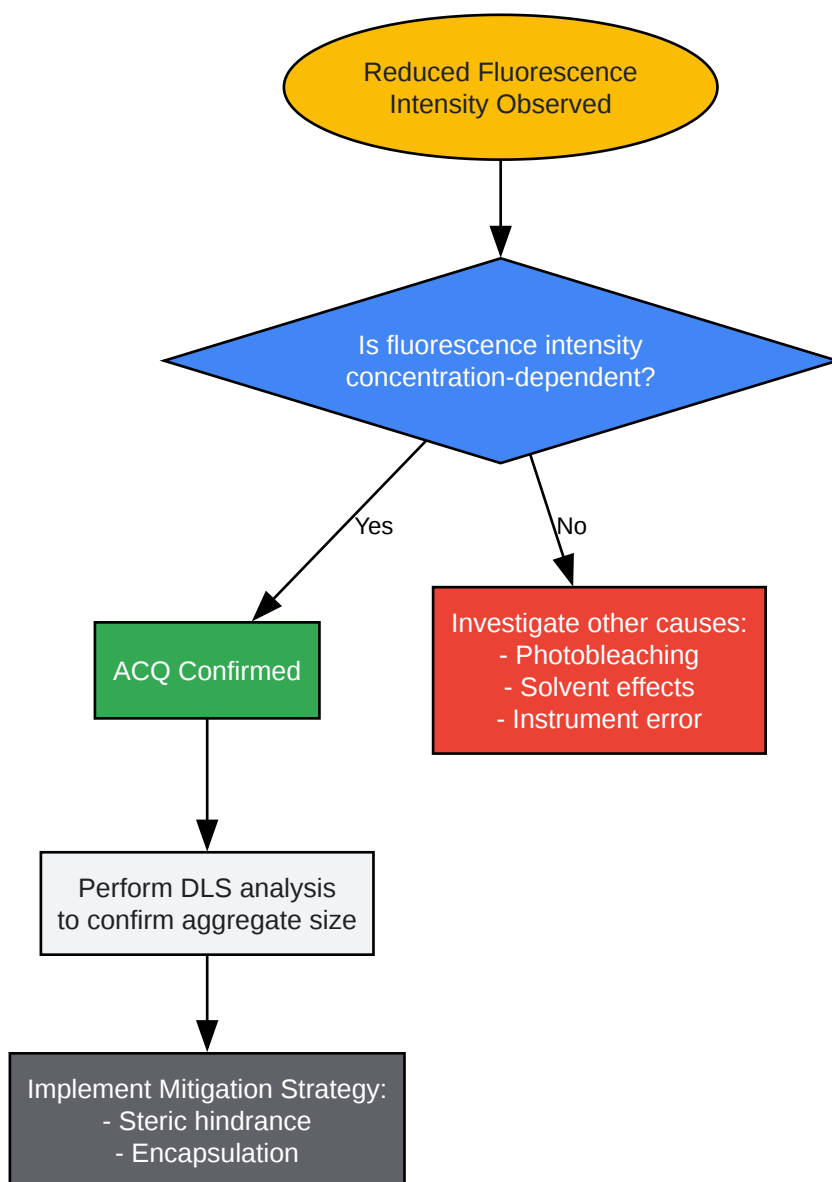 Reduced Fluorescence
Intensity Observed
Is fluorescence intensity
concentration-dependent?
Yes
No
ACQ Confirmed
Investigate other causes:
- Photobleaching
- Solvent effects
- Instrument error
Perform DLS analysis
to confirm aggregate size
Implement Mitigation Strategy:
- Steric hindrance
- Encapsulation